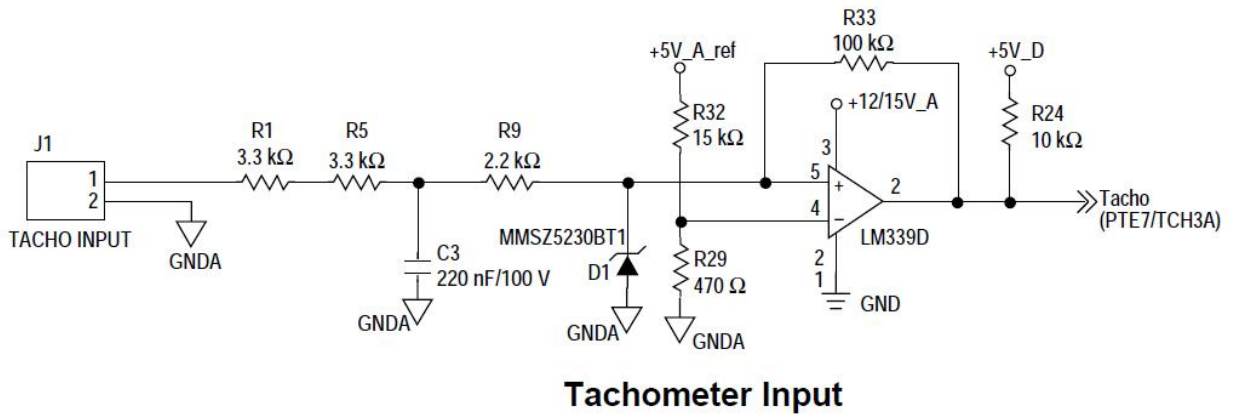 R33
100 kΩ
+5V_A_ref
+5V_D
+12/15V_A
R32
15 kΩ
R24
10 kΩ
J1
R1
3.3 kΩ
R5
3.3 kΩ
R9
2.2 kΩ
3
1
2
5
+
4
−
2
Tacho
(PTE7/TCH3A)
TACHO INPUT
GNDA
MMSZ5230BT1
LM339D
C3
220 nF/100 V
D1
R29
470 Ω
2
1
GND
GNDA
GNDA
GNDA
Tachometer Input